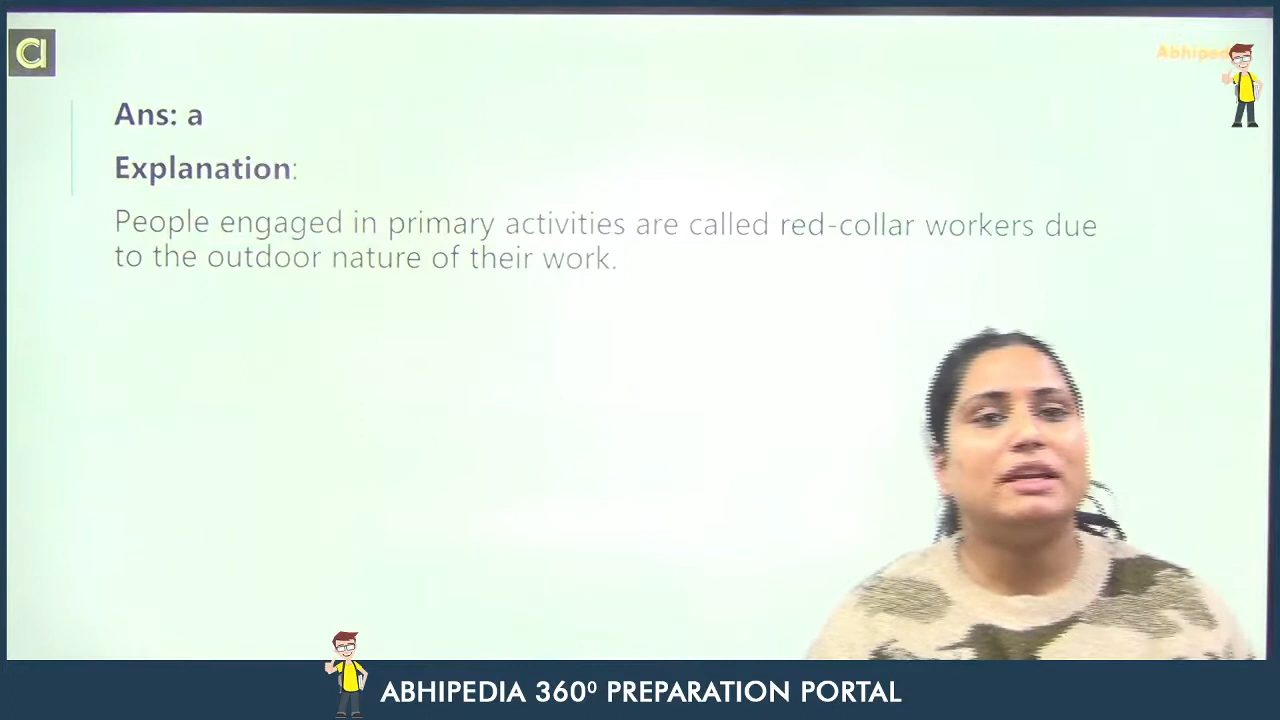 a
Abhiped
Ans: a
Explanation:
People engaged in primary activities are called red-collar workers due
to the outdoor nature of their work.
ABHIPEDIA 360⁰ PREPARATION PORTAL